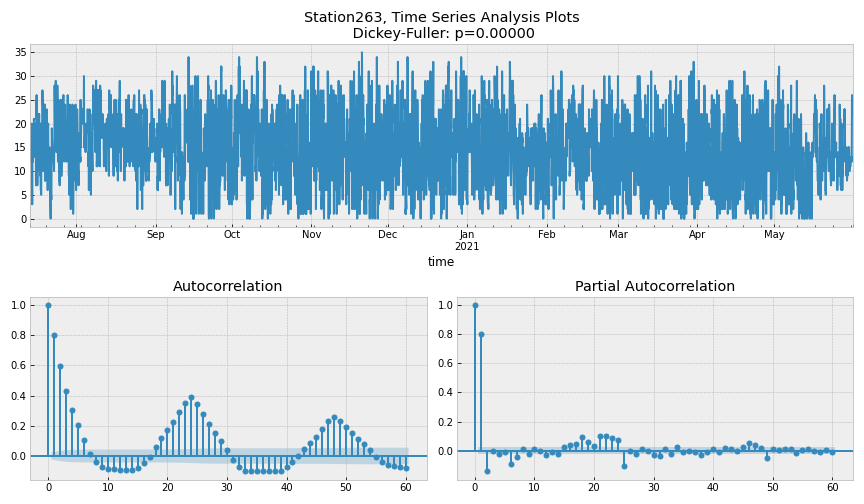 Station263, Time Series Analysis Plots
Dickey-Fuller: p=0.00000
35
30
25
20
15
10
5
0
Aug Sep Oct Nov Dec Jan Feb Mar Apr May
2021
time
Autocorrelation
1.0
0.8
0.6
0.4
0.2
0.0
0 10 20 30 40 50 60
Partial Autocorrelation
1.0
0.8
0.6
0.4
0.2
0.0
0 10 20 30 40 50 60